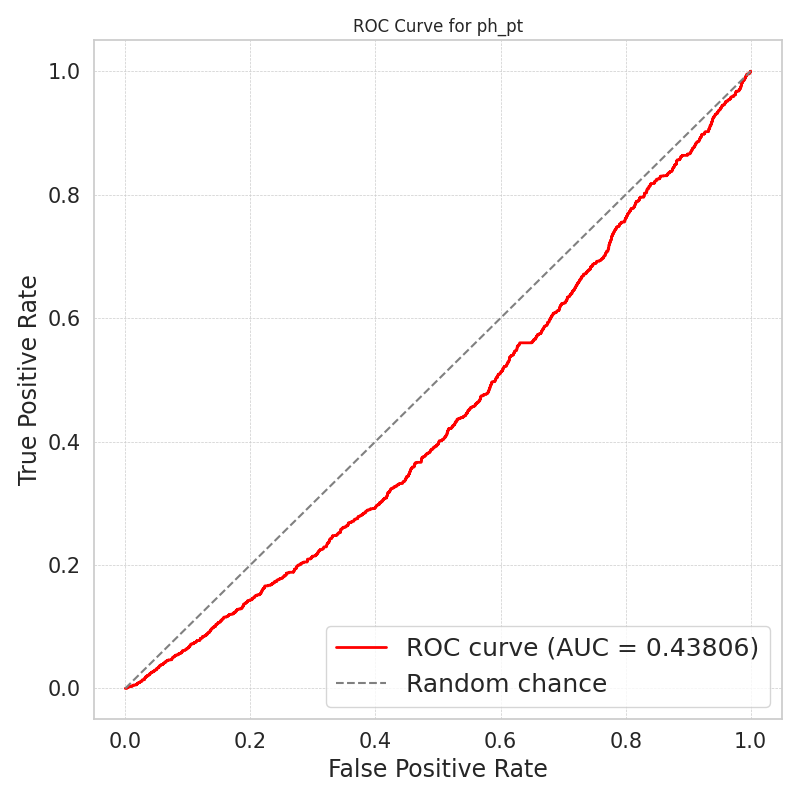 ROC Curve for ph_pt
1.0
0.8
0.6
0.4
0.2
0.0
True Positive Rate
ROC curve (AUC = 0.43806)
Random chance
0.0 0.2 0.4 0.6 0.8 1.0
False Positive Rate